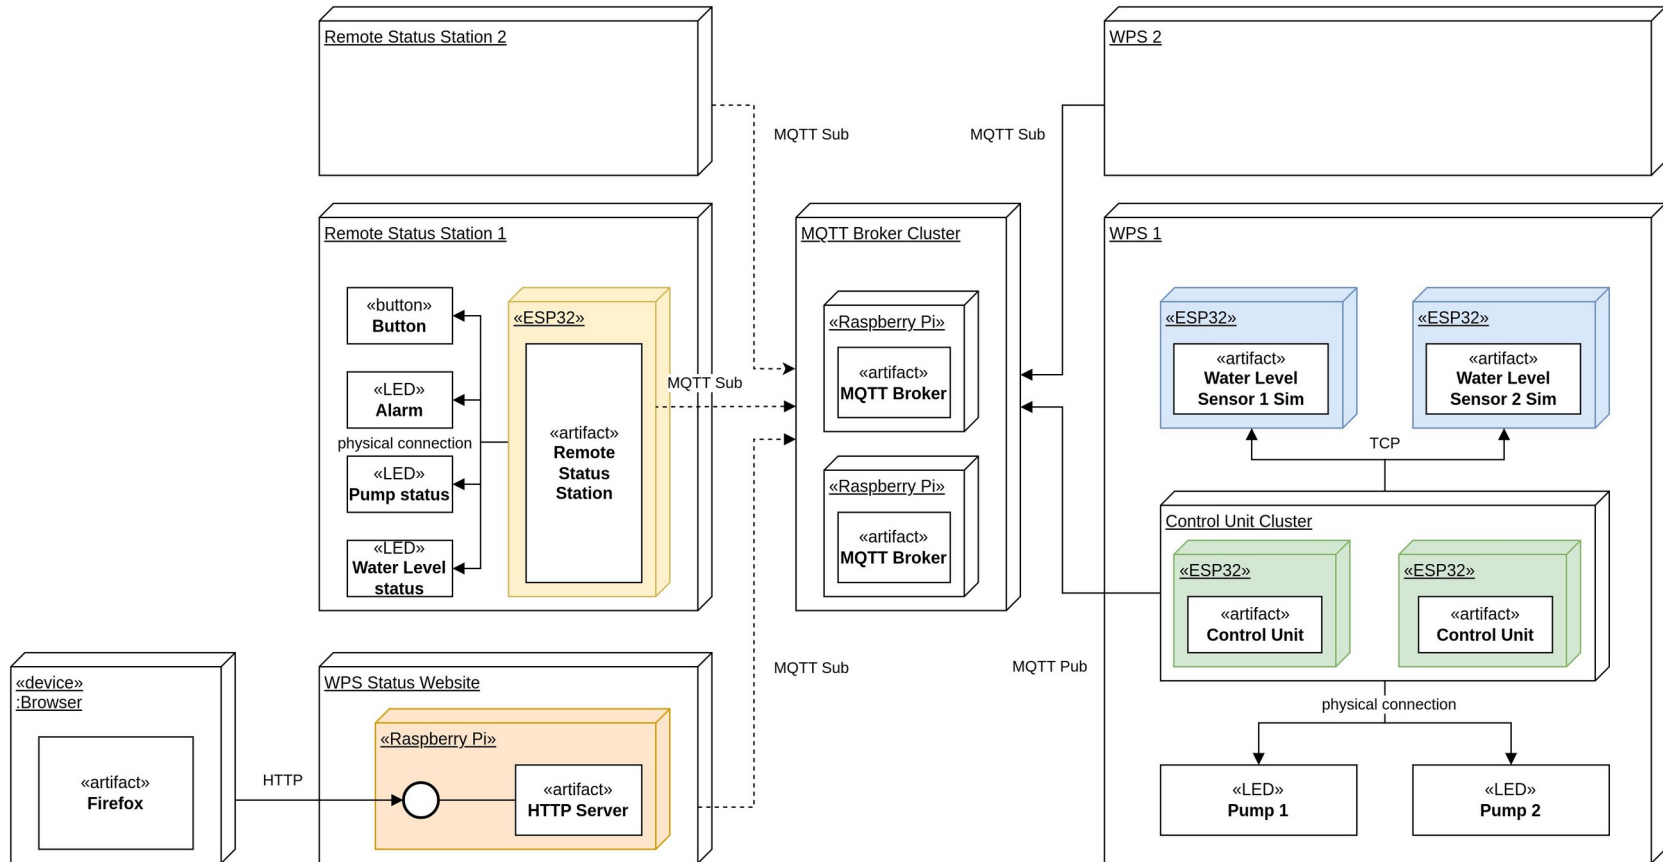 Remote Status Station 2
WPS 2
MQTT Sub
MQTT Sub
Remote Status Station 1
«button»
Button
«LED»
Alarm
physical connection
«LED»
Pump status
«LED»
Water Level
status
«ESP32»
«artifact»
Remote
Status
Station
MQTT Sub
MQTT Broker Cluster
«Raspberry Pi»
«artifact»
MQTT Broker
«Raspberry Pi»
«artifact»
MQTT Broker
WPS 1
«ESP32»
«artifact»
Water Level
Sensor 1 Sim
«ESP32»
«artifact»
Water Level
Sensor 2 Sim
TCP
Control Unit Cluster
«ESP32»
«artifact»
Control Unit
«ESP32»
«artifact»
Control Unit
physical connection
«LED»
Pump 1
«LED»
Pump 2
MQTT Sub
MQTT Pub
«device»
:Browser
«artifact»
Firefox
HTTP
WPS Status Website
«Raspberry Pi»
«artifact»
HTTP Server